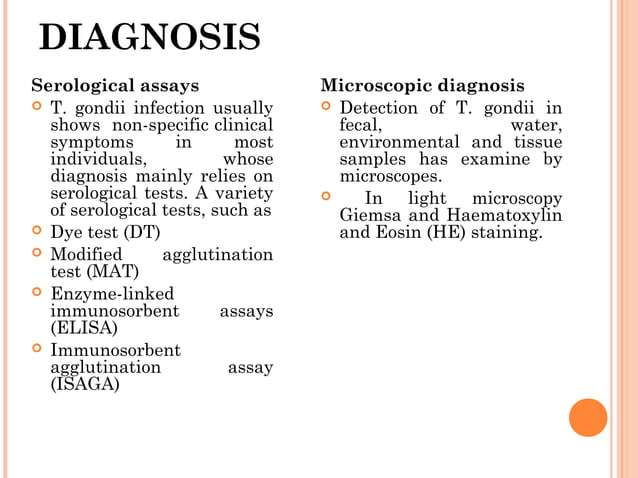 DIAGNOSIS
Serological assays
T. gondii infection usually
shows non-specific clinical
symptoms in most
individuals, whose
diagnosis mainly relies on
serological tests. A variety
of serological tests, such as
Dye test (DT)
Modified agglutination
test (MAT)
Enzyme-linked
immunosorbent assays
(ELISA)
Immunosorbent
agglutination assay
(ISAGA)
Microscopic diagnosis
Detection of T. gondii in
fecal, water,
environmental and tissue
samples has examine by
microscopes.
In light microscopy
Giemsa and Haematoxylin
and Eosin (HE) staining.